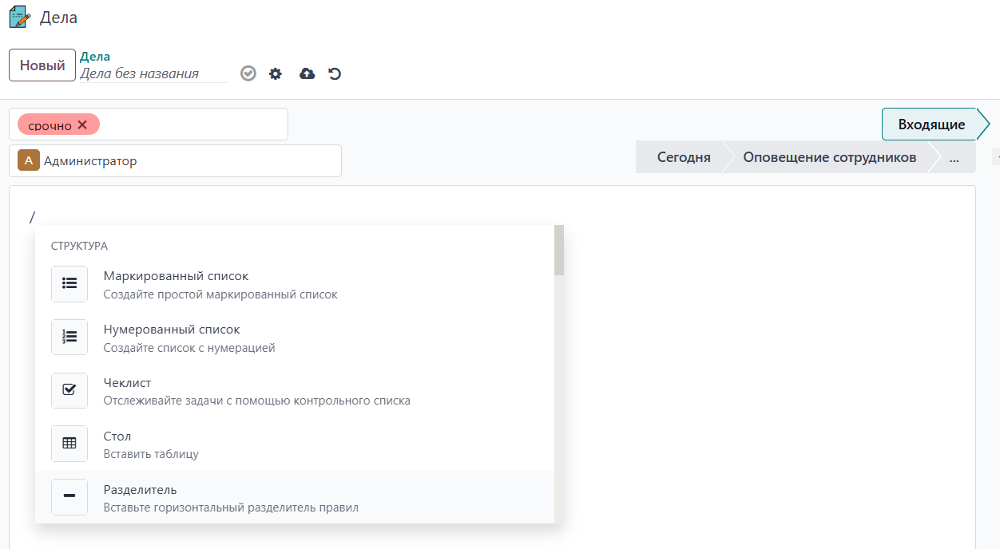 Дела
Новый
Дела
Дела без названия
срочно
Входящие
А Администратор
Сегодня
Оповещение сотрудников
...
/
СТРУКТУРА
Маркированный список
Создайте простой маркированный список
Нумерованный список
Создайте список с нумерацией
Чеклист
Отслеживайте задачи с помощью контрольного списка
Стол
Вставить таблицу
Разделитель
Вставьте горизонтальный разделитель правил